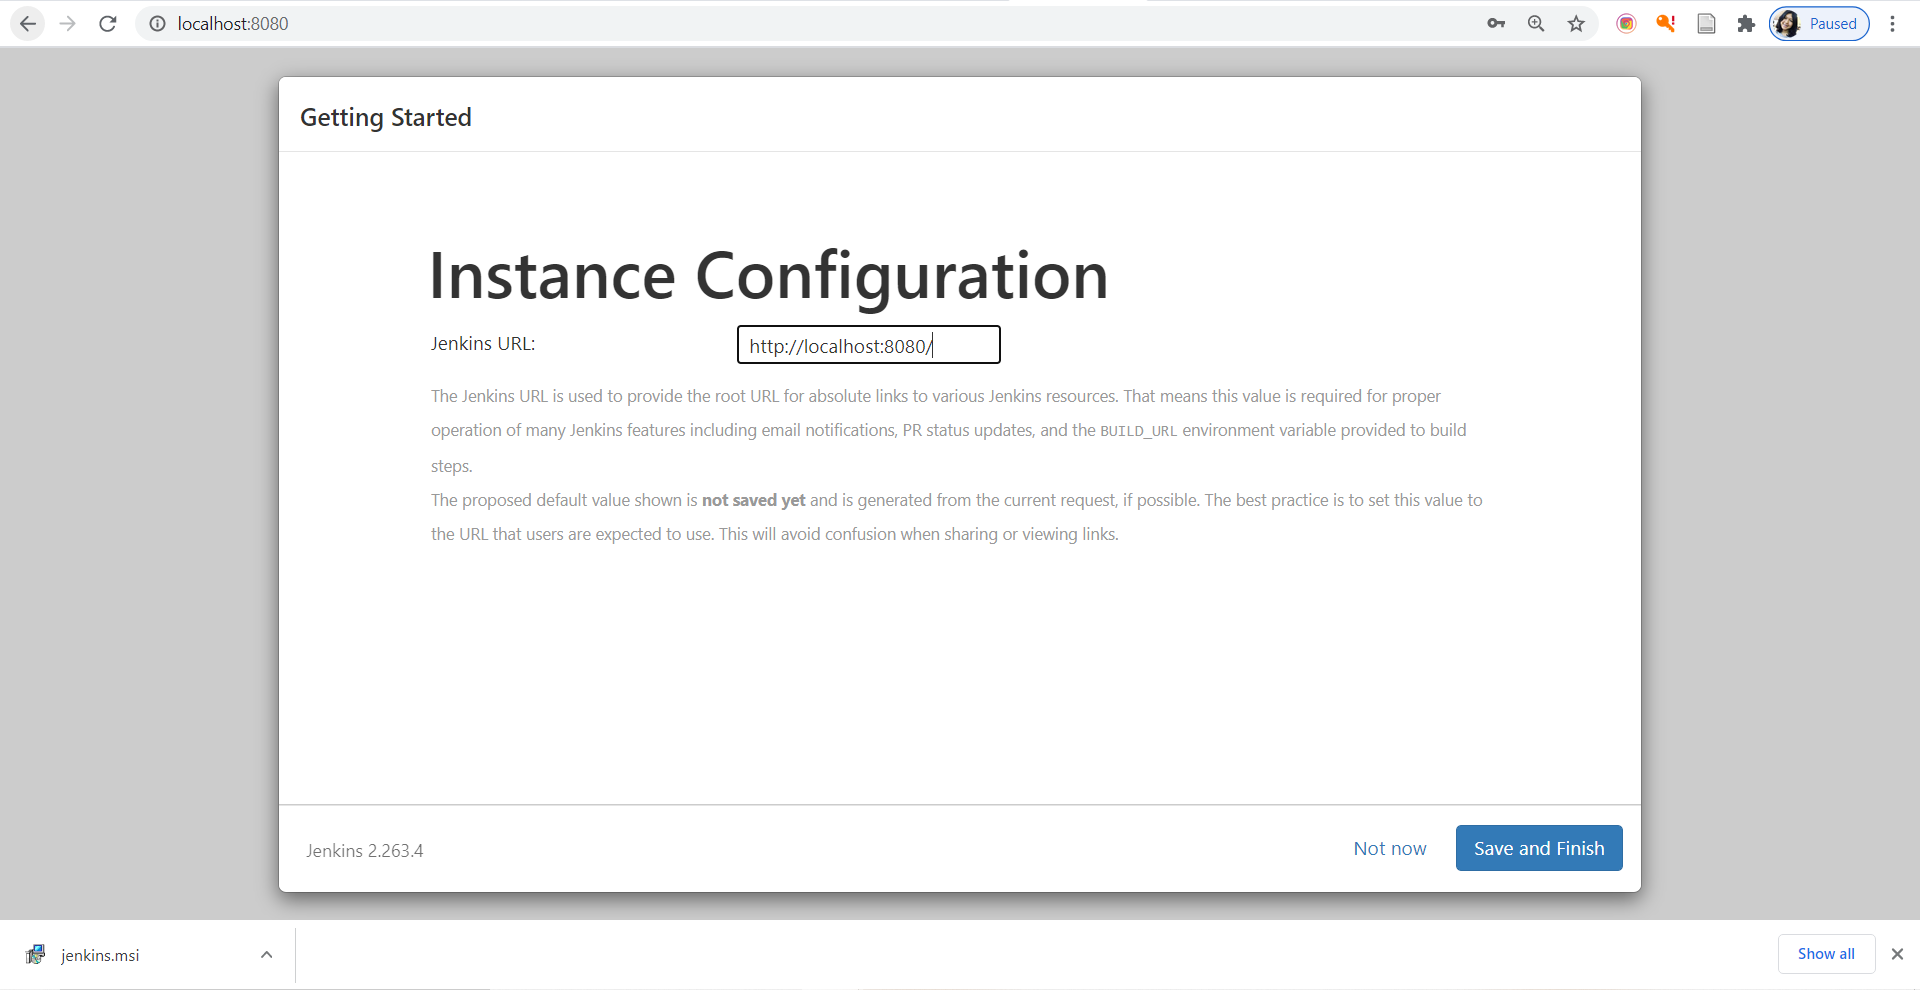 localhost:8080
Paused
Getting Started
Instance Configuration
Jenkins URL:
http://localhost:8080/
The Jenkins URL is used to provide the root URL for absolute links to various Jenkins resources. That means this value is required for proper
operation of many Jenkins features including email notifications, PR status updates, and the BUILD_URL environment variable provided to build
steps.
The proposed default value shown is not saved yet and is generated from the current request, if possible. The best practice is to set this value to
the URL that users are expected to use. This will avoid confusion when sharing or viewing links.
Jenkins 2.263.4
Not now
Save and Finish
jenkins.msi
Show all